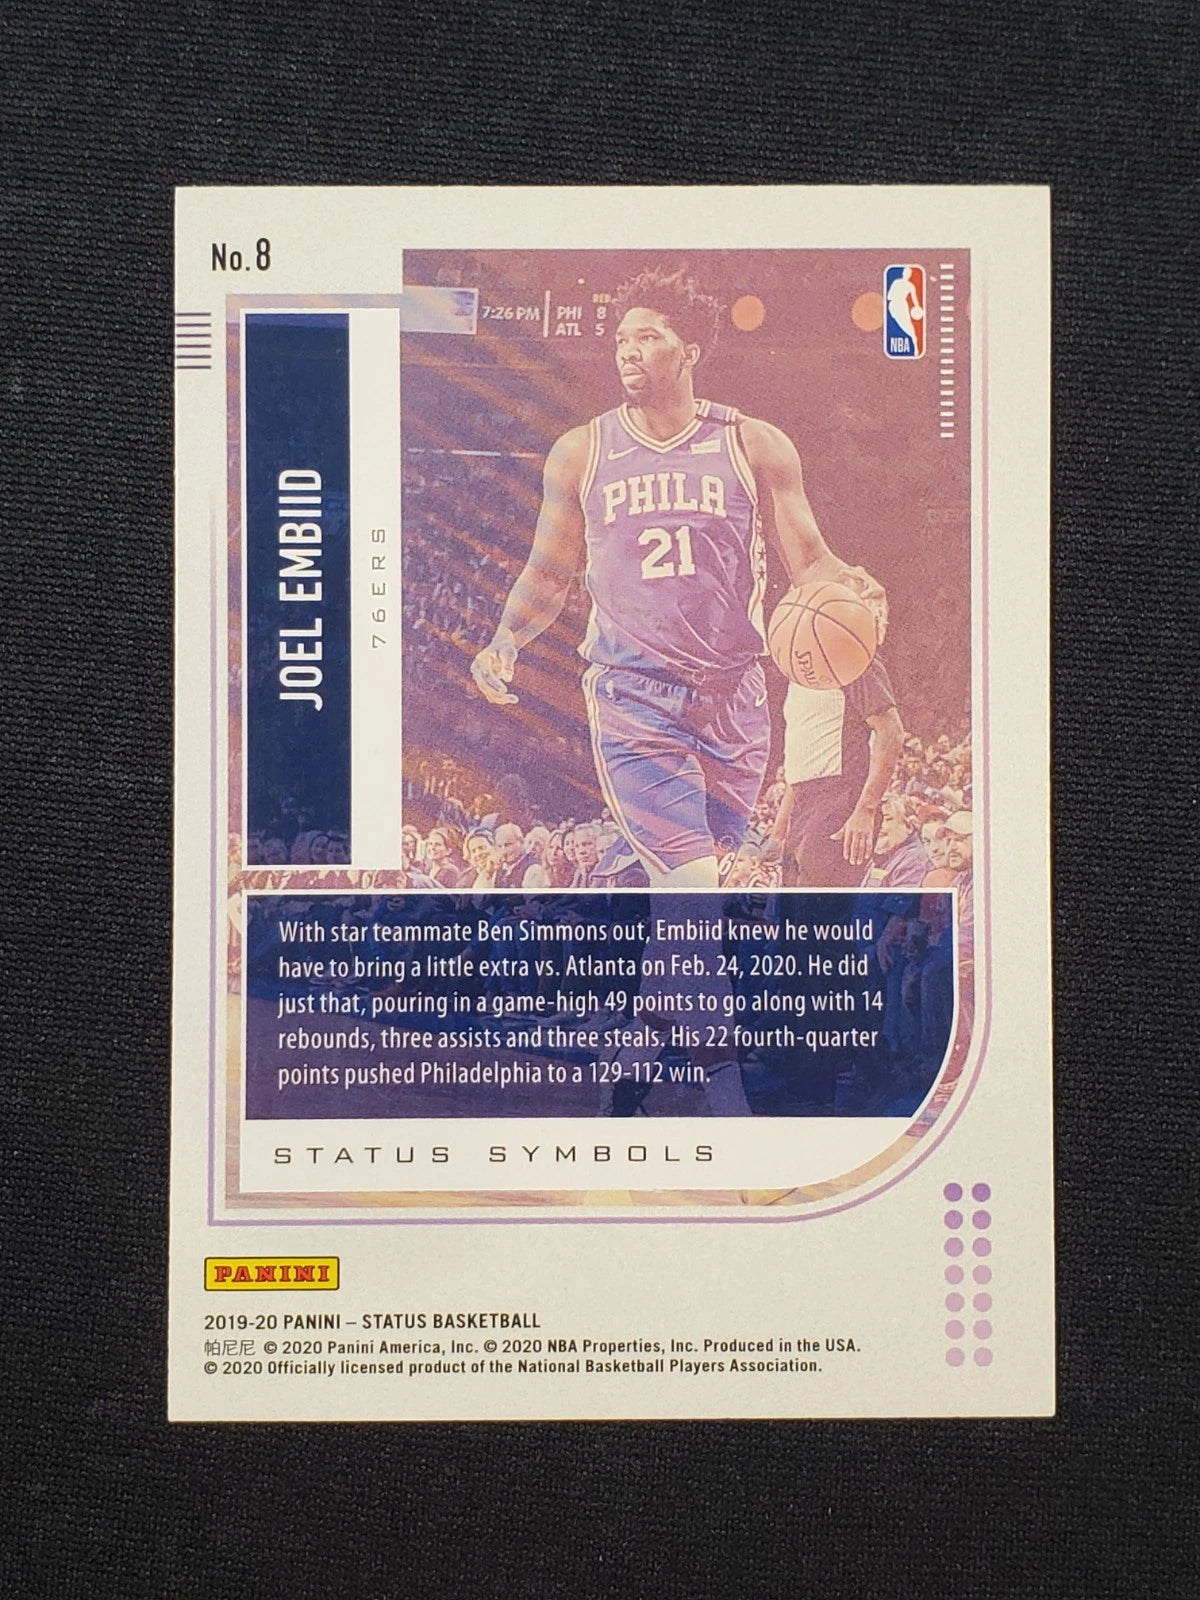 No. 8
7:26 PM PHI 8
ATL 5
NBA
JOEL EMBIID
76ERS
PHILA
21
With star teammate Ben Simmons out, Embiid knew he would
have to bring a little extra vs. Atlanta on Feb. 24, 2020. He did
just that, pouring in a game-high 49 points to go along with 14
rebounds, three assists and three steals. His 22 fourth-quarter
points pushed Philadelphia to a 129-112 win.
STATUS SYMBOLS
PANINI
2019-20 PANINI – STATUS BASKETBALL
帕尼尼 © 2020 Panini America, Inc. © 2020 NBA Properties, Inc. Produced in the USA.
© 2020 Officially licensed product of the National Basketball Players Association.